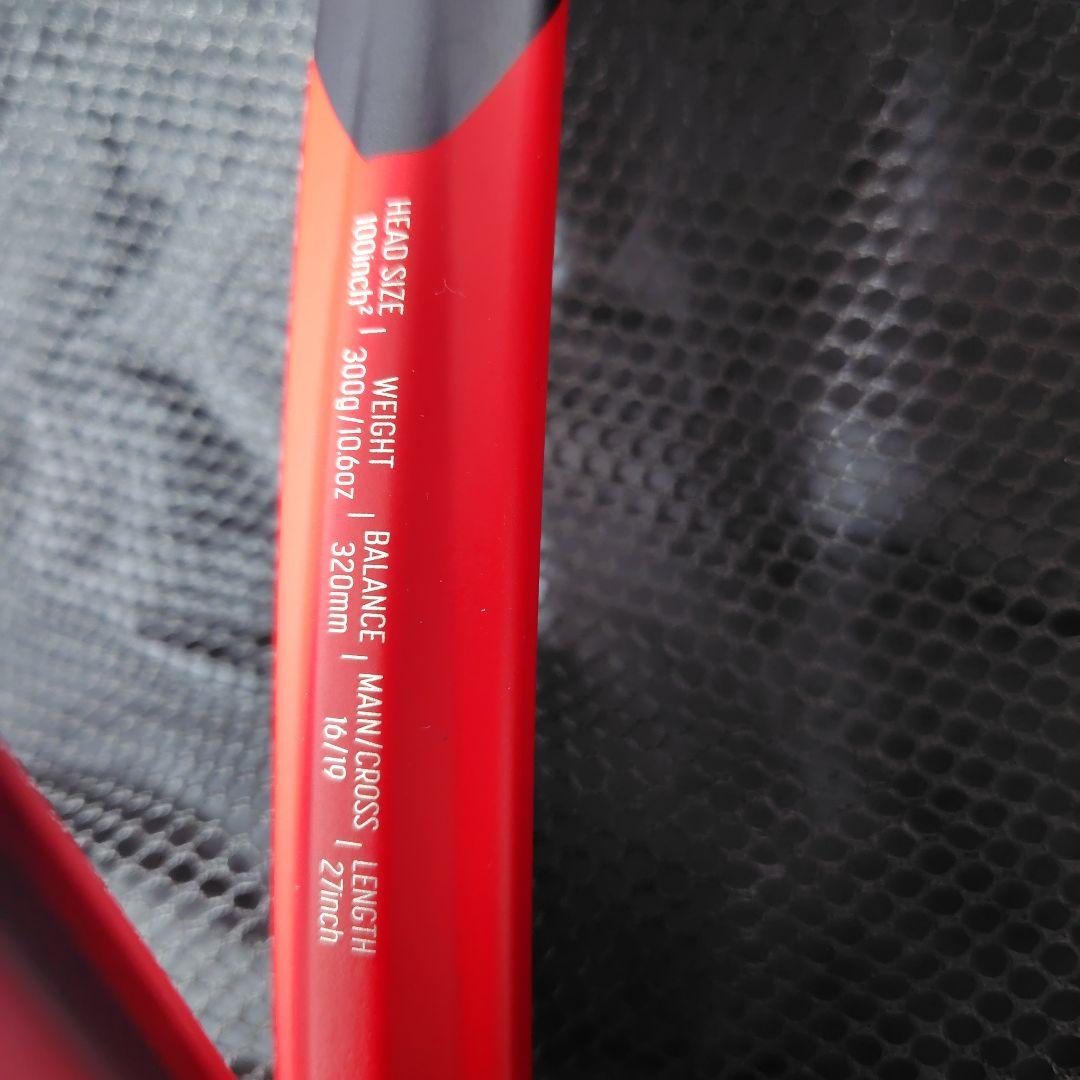 HEAD SIZE | WEIGHT | BALANCE | MAIN/CROSS | LENGTH
100inch² 300g/10.6oz 320mm 16/19 27inch